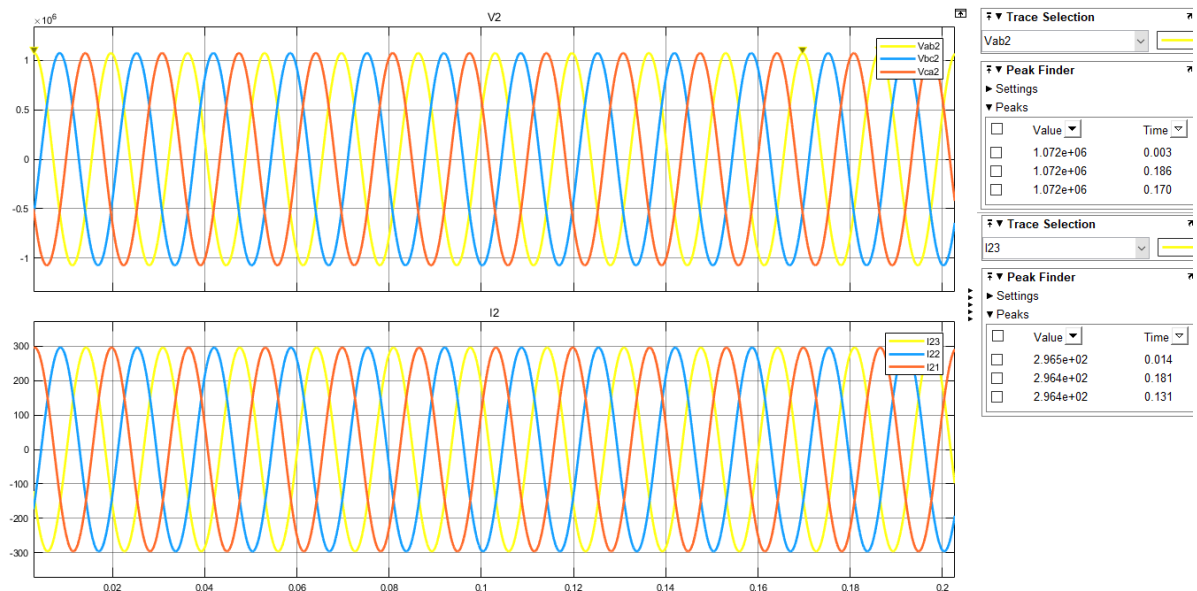 V2
×10⁶
1
0.5
0
-0.5
-1
Vab2
Vbc2
Vca2
I2
300
200
100
0
-100
-200
-300
I23
I22
I21
0.02 0.04 0.06 0.08 0.1 0.12 0.14 0.16 0.18 0.2
Trace Selection
Vab2
Peak Finder
Settings
Peaks
Value Time
1.072e+06 0.003
1.072e+06 0.186
1.072e+06 0.170
Trace Selection
I23
Peak Finder
Settings
Peaks
Value Time
2.965e+02 0.014
2.964e+02 0.181
2.964e+02 0.131